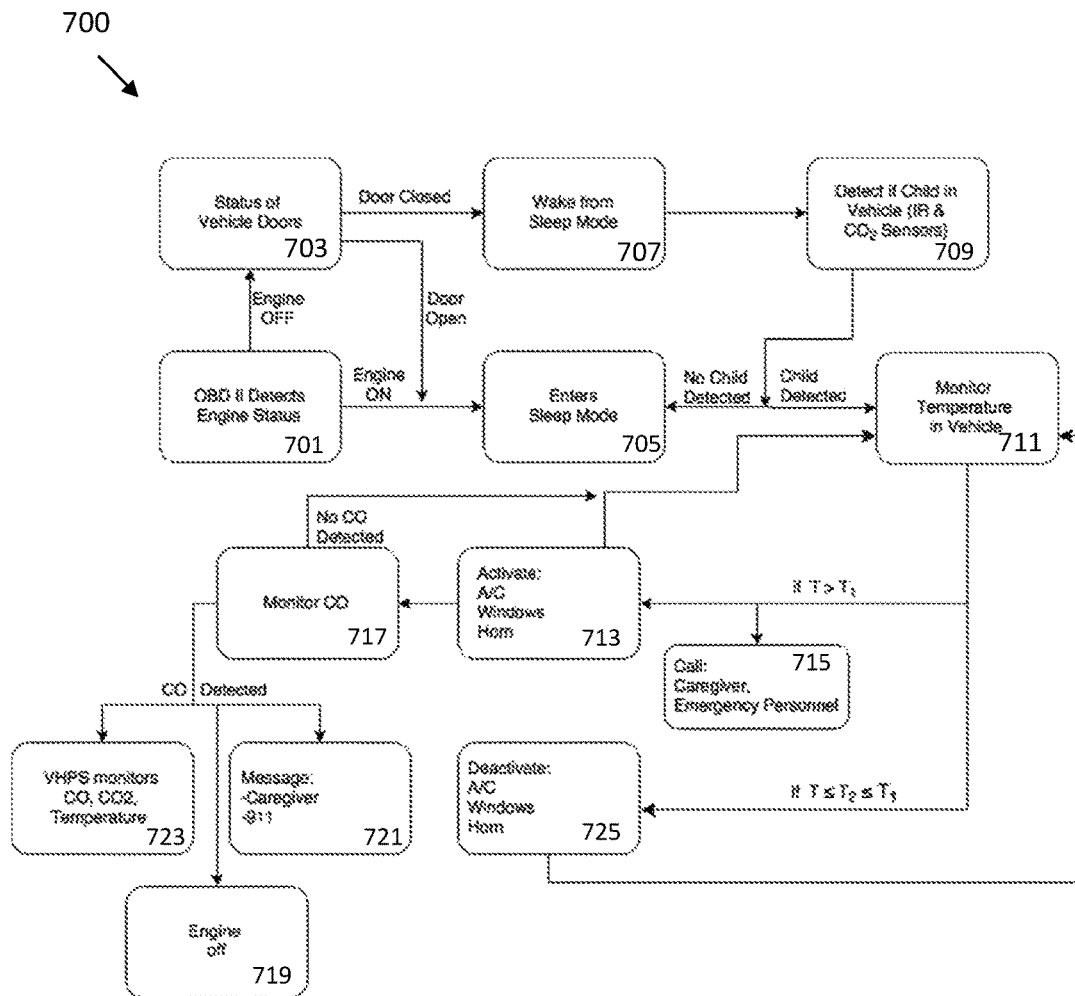 700
Status of
Vehicle Doors
703
Door Closed
Wake from
Sleep Mode
707
Detect if Child in
Vehicle (IR &
CO₂ Sensors)
709
Engine
OFF
Door
Open
OBD II Detects
Engine Status
701
Engine
ON
Enters
Sleep Mode
705
No Child
Detected
Child
Detected
Monitor
Temperature
in Vehicle
711
No CO
Detected
Monitor CO
717
Activate:
A/C
Windows
Horn
713
If T > T₁
715
Call:
Caregiver,
Emergency Personnel
CO Detected
VHPS monitors
CO, CO2,
Temperature
723
Message:
-Caregiver
-911
721
Deactivate:
A/C
Windows
Horn
725
If T ≤ T₂ ≤ T₁
Engine
off
719